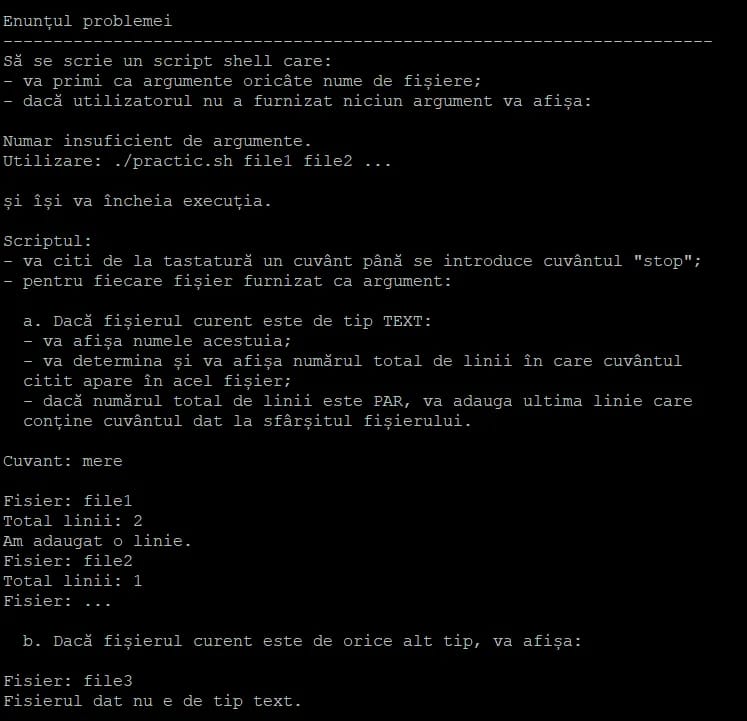 Enunțul problemei
-----------------------------------------------------------------------
Să se scrie un script shell care:
- va primi ca argumente oricâte nume de fișiere;
- dacă utilizatorul nu a furnizat niciun argument va afișa:
Numar insuficient de argumente.
Utilizare: ./practic.sh file1 file2 ...
și își va încheia execuția.
Scriptul:
- va citi de la tastatură un cuvânt până se introduce cuvântul "stop";
- pentru fiecare fișier furnizat ca argument:
a. Dacă fișierul curent este de tip TEXT:
- va afișa numele acestuia;
- va determina și va afișa numărul total de linii în care cuvântul
citit apare în acel fișier;
- dacă numărul total de linii este PAR, va adauga ultima linie care
conține cuvântul dat la sfârșitul fișierului.
Cuvant: mere
Fisier: file1
Total linii: 2
Am adaugat o linie.
Fisier: file2
Total linii: 1
Fisier: ...
b. Dacă fișierul curent este de orice alt tip, va afișa:
Fisier: file3
Fisierul dat nu e de tip text.